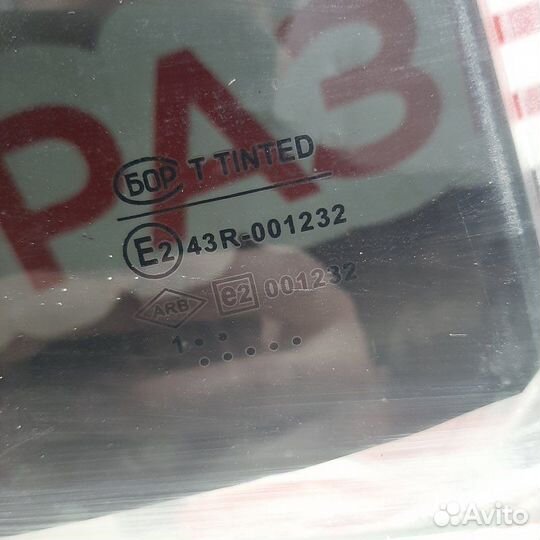 РАЗ
БОР T TINTED
E2 43R-001232
ARB e2 001232
1
Avito